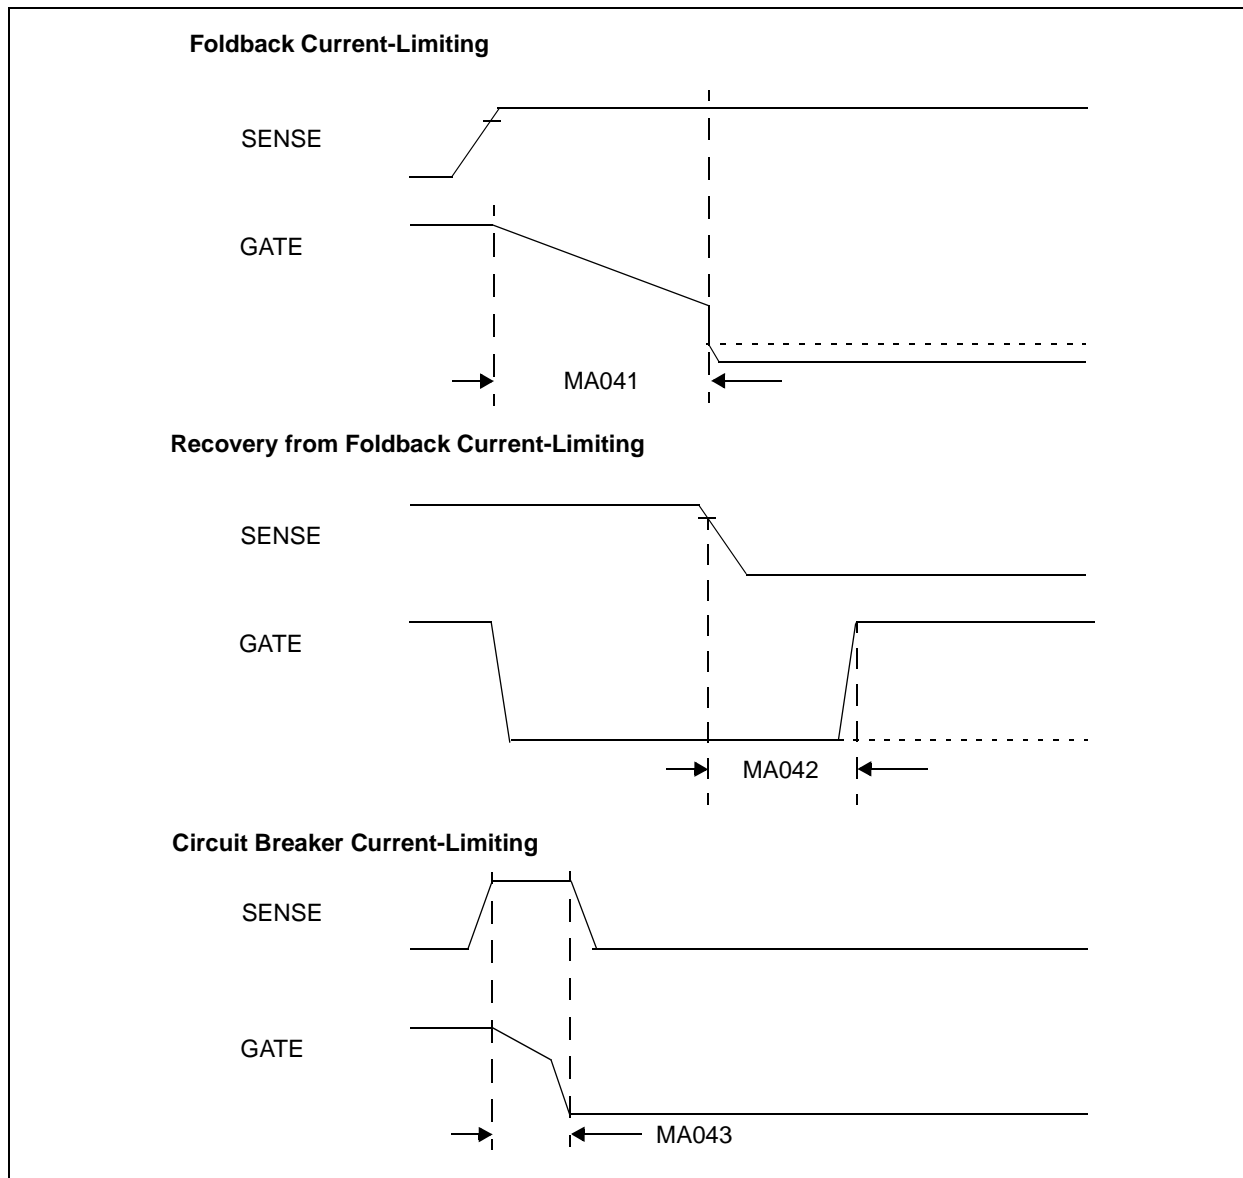 Foldback Current-Limiting
SENSE
GATE
MA041
Recovery from Foldback Current-Limiting
SENSE
GATE
MA042
Circuit Breaker Current-Limiting
SENSE
GATE
MA043